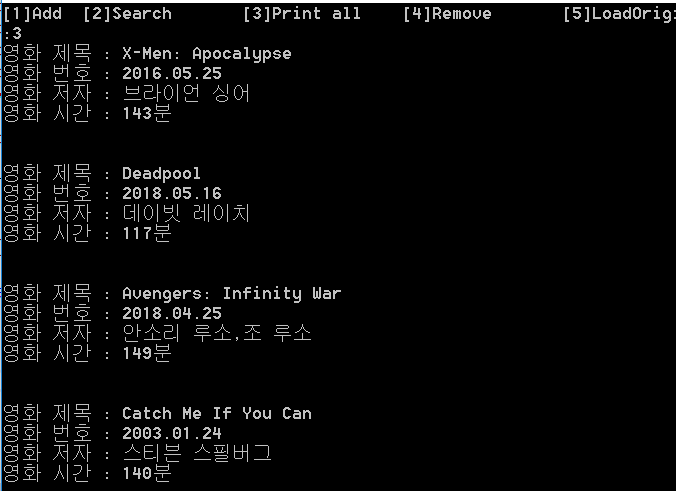 [1]Add [2]Search [3]Print all [4]Remove [5]LoadOrig
:3
영화 제목 : X-Men: Apocalypse
영화 번호 : 2016.05.25
영화 저자 : 브라이언 싱어
영화 시간 : 143분
영화 제목 : Deadpool
영화 번호 : 2018.05.16
영화 저자 : 데이빗 레이치
영화 시간 : 117분
영화 제목 : Avengers: Infinity War
영화 번호 : 2018.04.25
영화 저자 : 안소리 루소,조 루소
영화 시간 : 149분
영화 제목 : Catch Me If You Can
영화 번호 : 2003.01.24
영화 저자 : 스티븐 스필버그
영화 시간 : 140분